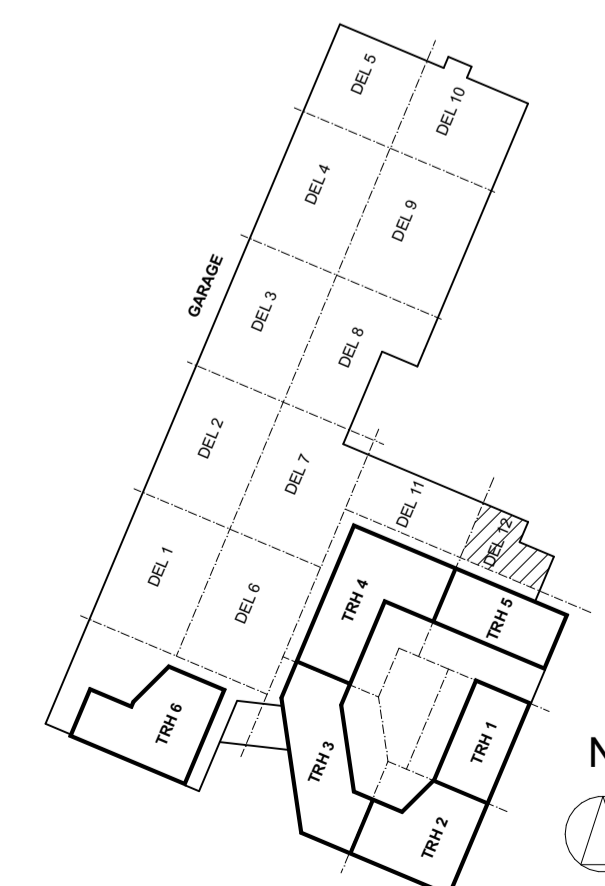 DEL 5
DEL 10
DEL 4
DEL 9
GARAGE
DEL 3
DEL 8
DEL 2
DEL 7
DEL 11
DEL 12
DEL 1
DEL 6
TRH 4
TRH 5
TRH 6
TRH 3
TRH 1
TRH 2
N